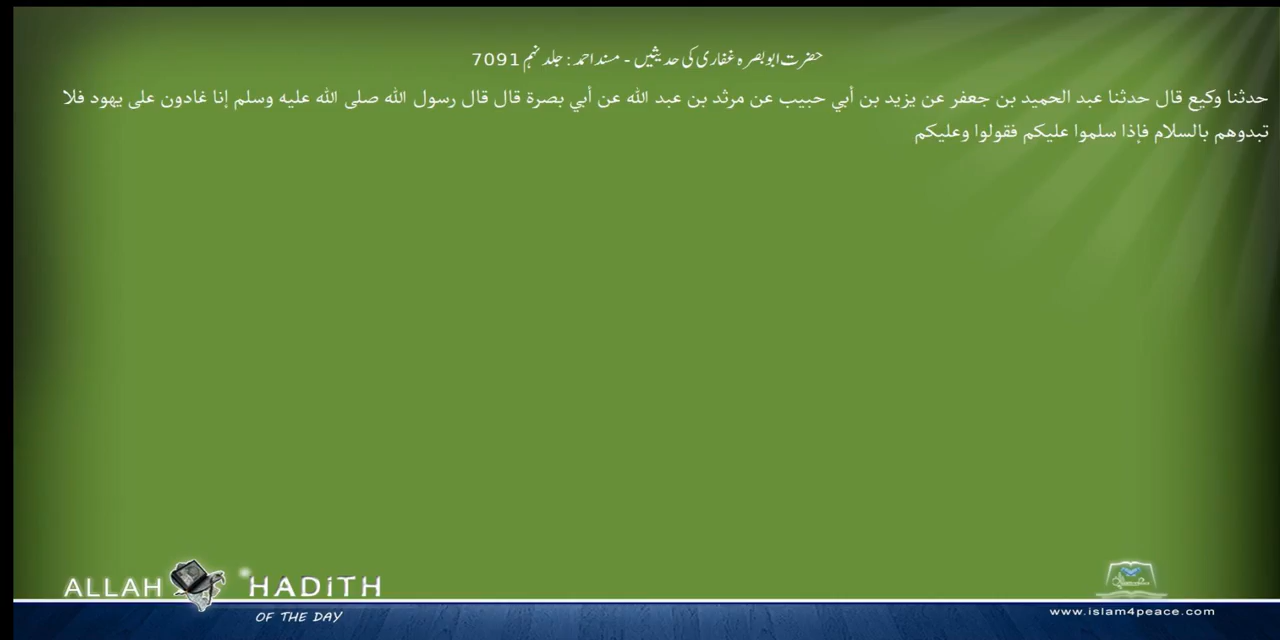 حضرت ابوبصرہ غفاری کی حدیثیں - مسند احمد : جلد نہم 7091
حدثنا وكيع قال حدثنا عبد الحميد بن جعفر عن يزيد بن أبي حبيب عن مرثد بن عبد الله عن أبي بصرة قال قال رسول الله صلى الله عليه وسلم إنا غادون على يهود فلا
تبدوهم بالسلام فإذا سلموا عليكم فقولوا وعليكم
ALLAH HADITH
OF THE DAY
www.islam4peace.com